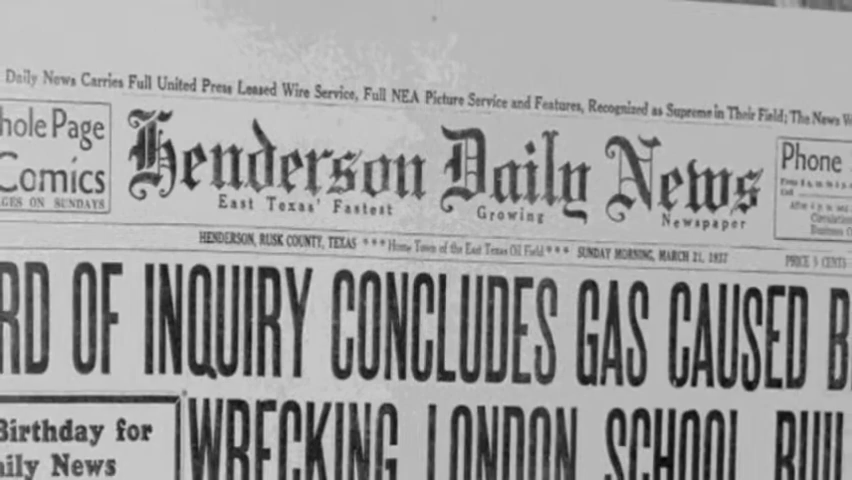 Daily News Carries Full United Press Leased Wire Service, Full NEA Picture Service and Features, Recognized as Supreme in Their Field; The News W
hole Page
Comics
GES ON SUNDAYS
Henderson Daily News
East Texas' Fastest Growing Newspaper
Phone
HENDERSON, RUSK COUNTY, TEXAS *** Home Town of the East Texas Oil Field *** SUNDAY MORNING, MARCH 21, 1937
PRICE 5 CENTS
RD OF INQUIRY CONCLUDES GAS CAUSED B
WRECKING LONDON SCHOOL BUIL
Birthday for
aily News